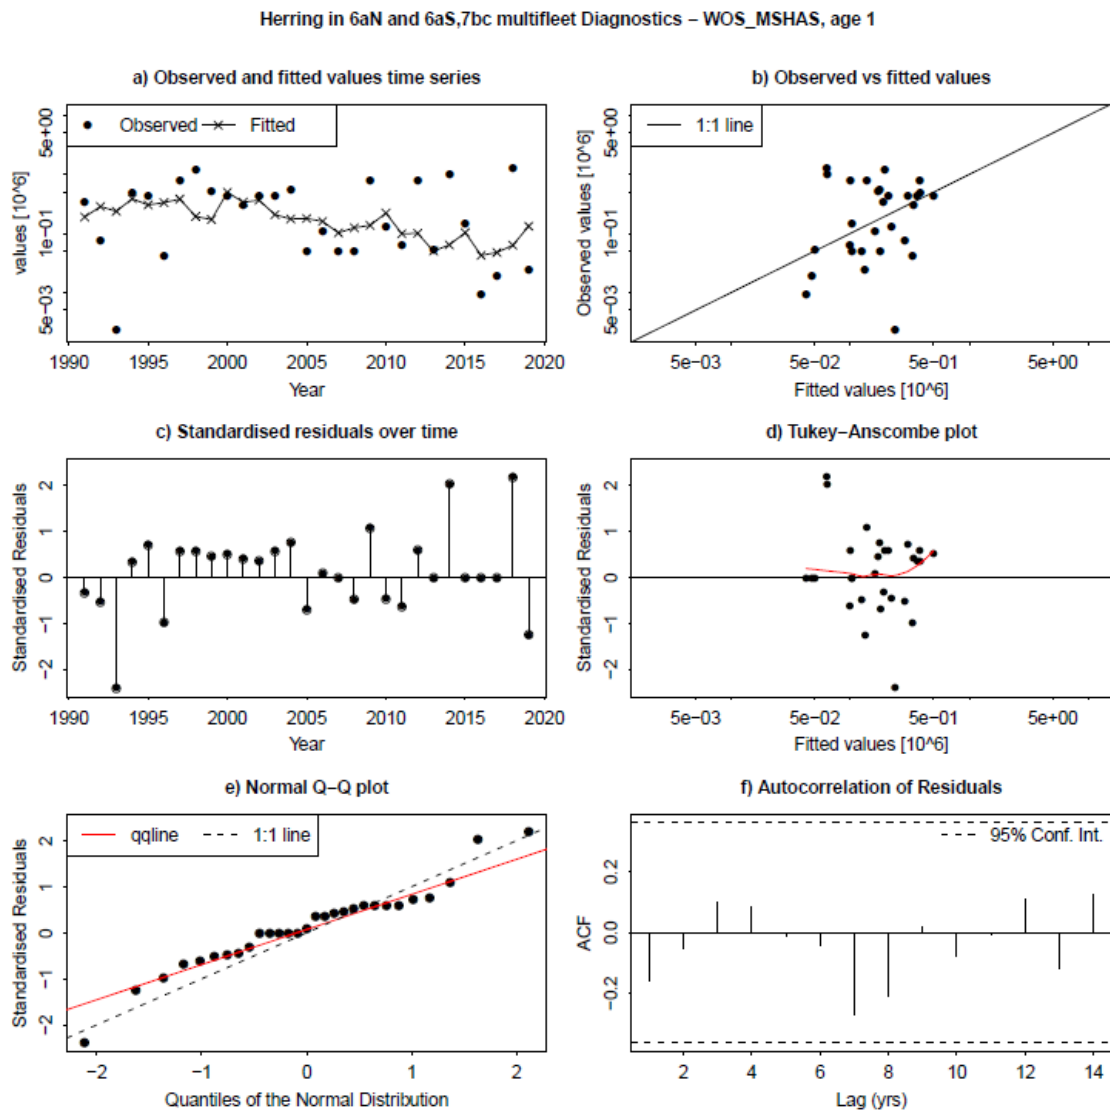 Herring in 6aN and 6aS,7bc multifleet Diagnostics − WOS_MSHAS, age 1
a) Observed and fitted values time series
Observed
Fitted
values [10^6]
5e+00
1e−01
5e−03
1990 1995 2000 2005 2010 2015 2020
Year
b) Observed vs fitted values
1:1 line
Observed values [10^6]
5e+00
1e−01
5e−03
5e−03 5e−02 5e−01 5e+00
Fitted values [10^6]
c) Standardised residuals over time
Standardised Residuals
2
1
0
−1
−2
1990 1995 2000 2005 2010 2015 2020
Year
d) Tukey−Anscombe plot
Standardised Residuals
2
1
0
−1
−2
5e−03 5e−02 5e−01 5e+00
Fitted values [10^6]
e) Normal Q−Q plot
qqline
1:1 line
Standardised Residuals
2
1
0
−1
−2
−2 −1 0 1 2
Quantiles of the Normal Distribution
f) Autocorrelation of Residuals
95% Conf. Int.
ACF
0.2
0.0
−0.2
2 4 6 8 10 12 14
Lag (yrs)